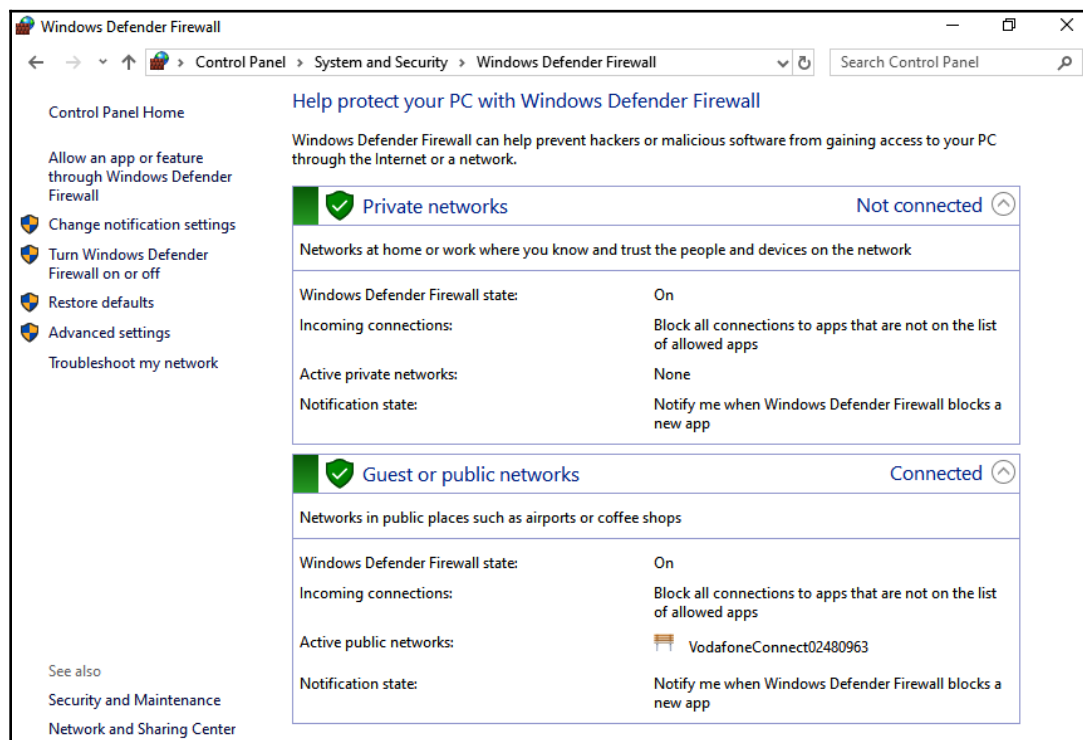 Windows Defender Firewall
Control Panel > System and Security > Windows Defender Firewall
Search Control Panel
Control Panel Home
Allow an app or feature
through Windows Defender
Firewall
Change notification settings
Turn Windows Defender
Firewall on or off
Restore defaults
Advanced settings
Troubleshoot my network
See also
Security and Maintenance
Network and Sharing Center
Help protect your PC with Windows Defender Firewall
Windows Defender Firewall can help prevent hackers or malicious software from gaining access to your PC
through the Internet or a network.
Private networks Not connected
Networks at home or work where you know and trust the people and devices on the network
Windows Defender Firewall state: On
Incoming connections: Block all connections to apps that are not on the list
of allowed apps
Active private networks: None
Notification state: Notify me when Windows Defender Firewall blocks a
new app
Guest or public networks Connected
Networks in public places such as airports or coffee shops
Windows Defender Firewall state: On
Incoming connections: Block all connections to apps that are not on the list
of allowed apps
Active public networks: VodafoneConnect02480963
Notification state: Notify me when Windows Defender Firewall blocks a
new app